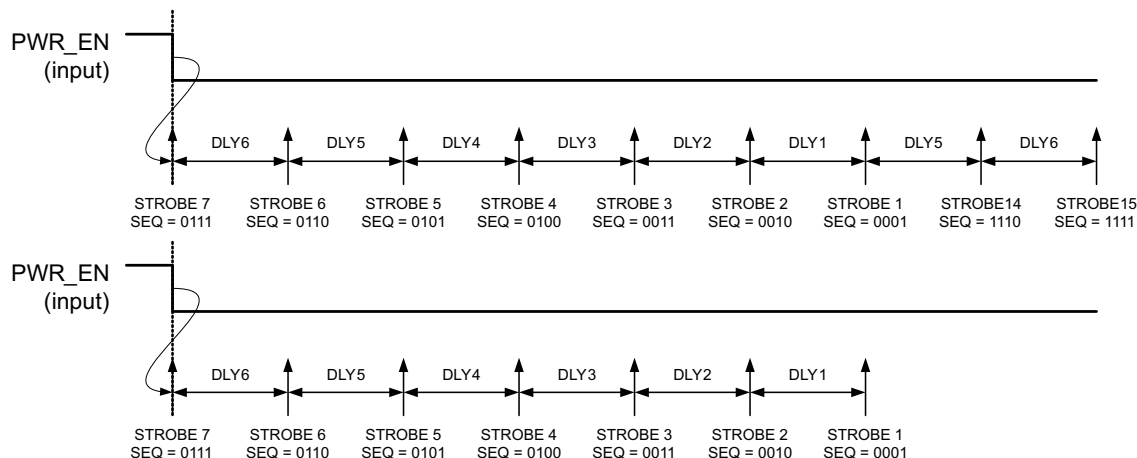 PWR_EN
(input)
DLY6 DLY5 DLY4 DLY3 DLY2 DLY1 DLY5 DLY6
STROBE 7 STROBE 6 STROBE 5 STROBE 4 STROBE 3 STROBE 2 STROBE 1 STROBE14 STROBE15
SEQ = 0111 SEQ = 0110 SEQ = 0101 SEQ = 0100 SEQ = 0011 SEQ = 0010 SEQ = 0001 SEQ = 1110 SEQ = 1111
PWR_EN
(input)
DLY6 DLY5 DLY4 DLY3 DLY2 DLY1
STROBE 7 STROBE 6 STROBE 5 STROBE 4 STROBE 3 STROBE 2 STROBE 1
SEQ = 0111 SEQ = 0110 SEQ = 0101 SEQ = 0100 SEQ = 0011 SEQ = 0010 SEQ = 0001